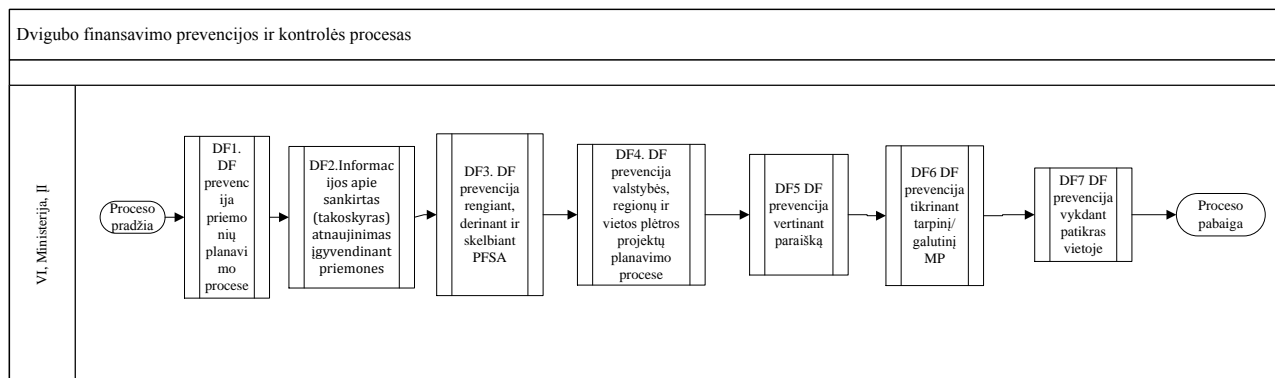 Dvigubo finansavimo prevencijos ir kontrolės procesas
VI, Ministerija, ĮI
Proceso
pradžia
DF1.
DF
prevenc
ija
priemo
nių
planavi
mo
procese
DF2.Informac
ijos apie
sankirtas
(takoskyras)
atnaujinimas
įgyvendinant
priemones
DF3. DF
prevencija
rengiant,
derinant ir
skelbiant
PFSA
DF4. DF
prevencija
valstybės,
regionų ir
vietos plėtros
projektų
planavimo
procese
DF5 DF
prevencija
vertinant
paraišką
DF6 DF
prevencija
tikrinant
tarpinį/
galutinį
MP
DF7 DF
prevencija
vykdant
patikras
vietoje
Proceso
pabaiga